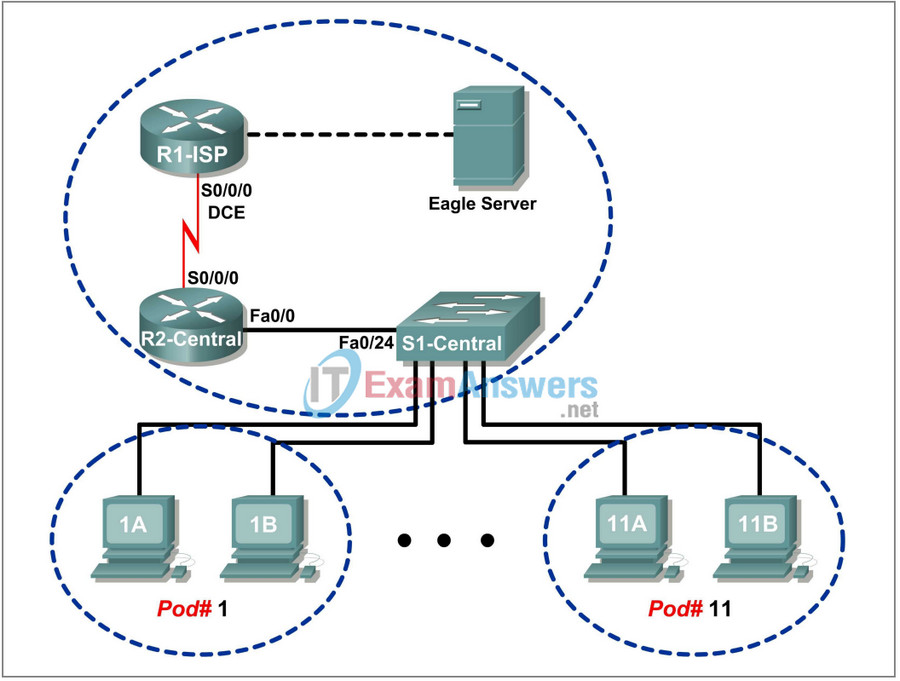 R1-ISP
S0/0/0
DCE
Eagle Server
S0/0/0
R2-Central
Fa0/0
Fa0/24
S1-Central
ITExamAnswers
.net
1A
1B
11A
11B
Pod# 1
Pod# 11